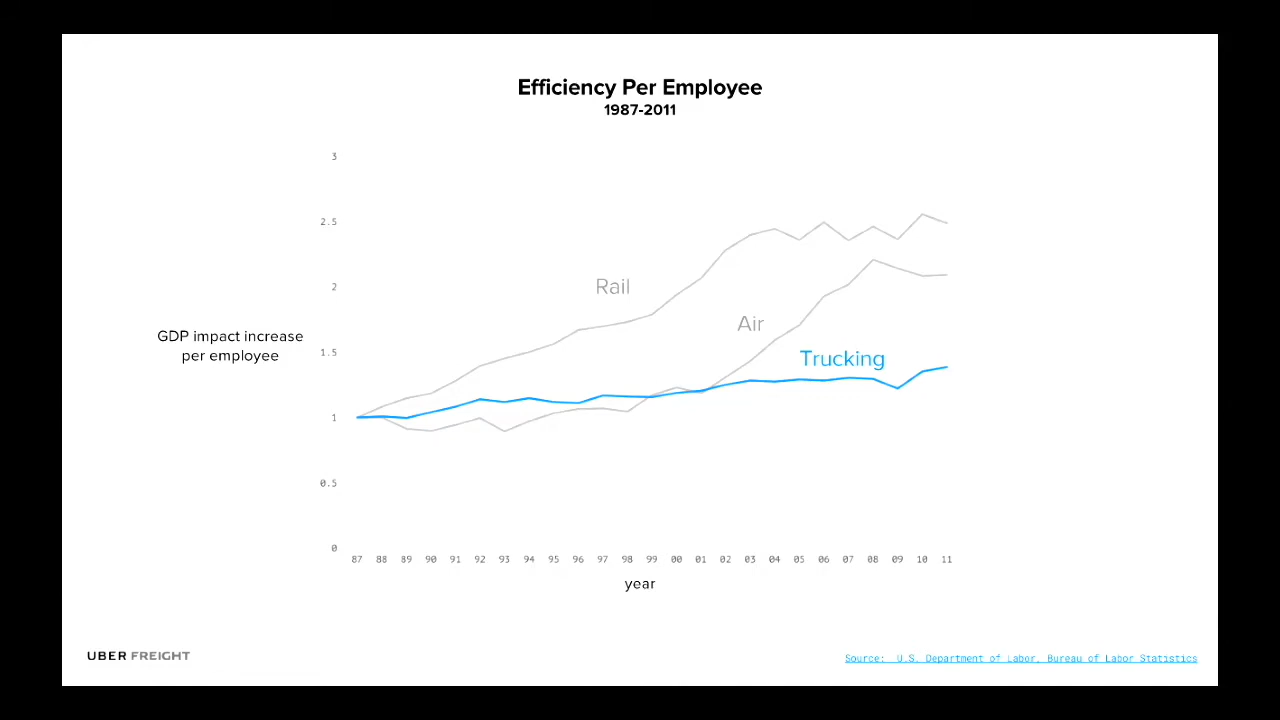 Efficiency Per Employee
1987-2011
3
2.5
2
1.5
1
0.5
0
GDP impact increase
per employee
Rail
Air
Trucking
87 88 89 90 91 92 93 94 95 96 97 98 99 00 01 02 03 04 05 06 07 08 09 10 11
year
UBER FREIGHT
Source: U.S. Department of Labor, Bureau of Labor Statistics